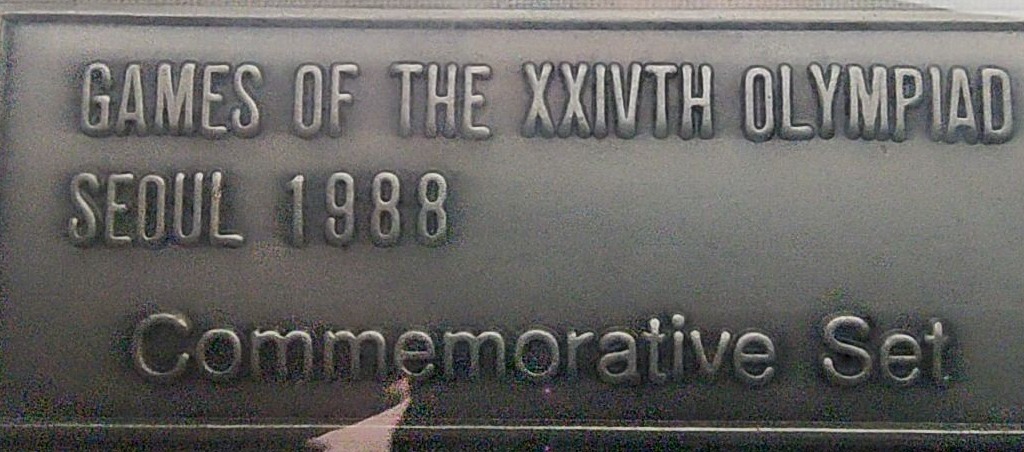 GAMES OF THE XXIVTH OLYMPIAD
SEOUL 1988
Commemorative Set